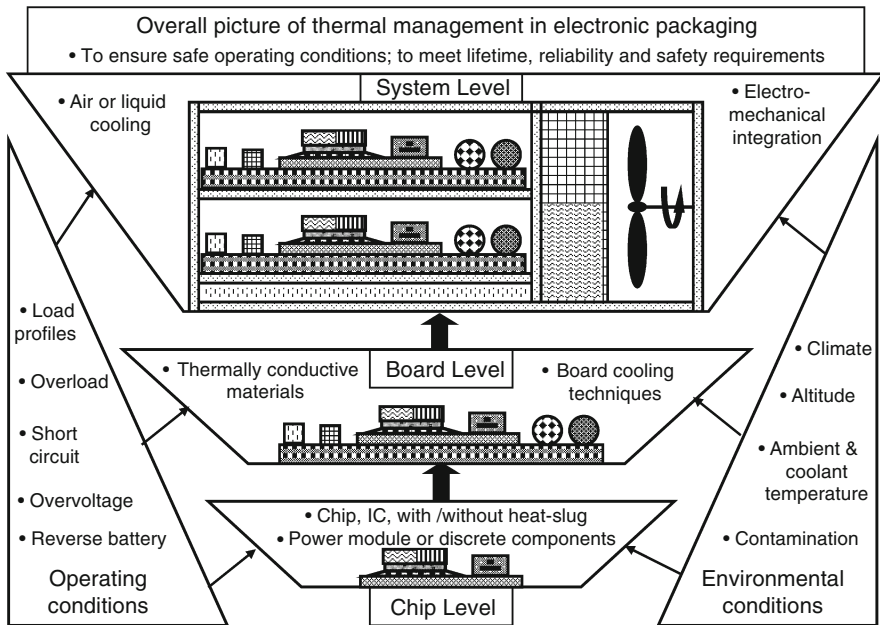 Overall picture of thermal management in electronic packaging
• To ensure safe operating conditions; to meet lifetime, reliability and safety requirements
System Level
• Air or liquid
cooling
• Electro-
mechanical
integration
• Load
profiles
• Overload
• Short
circuit
• Overvoltage
• Reverse battery
Operating
conditions
Board Level
• Thermally conductive
materials
• Board cooling
techniques
• Chip, IC, with /without heat-slug
• Power module or discrete components
Chip Level
• Climate
• Altitude
• Ambient &
coolant
temperature
• Contamination
Environmental
conditions